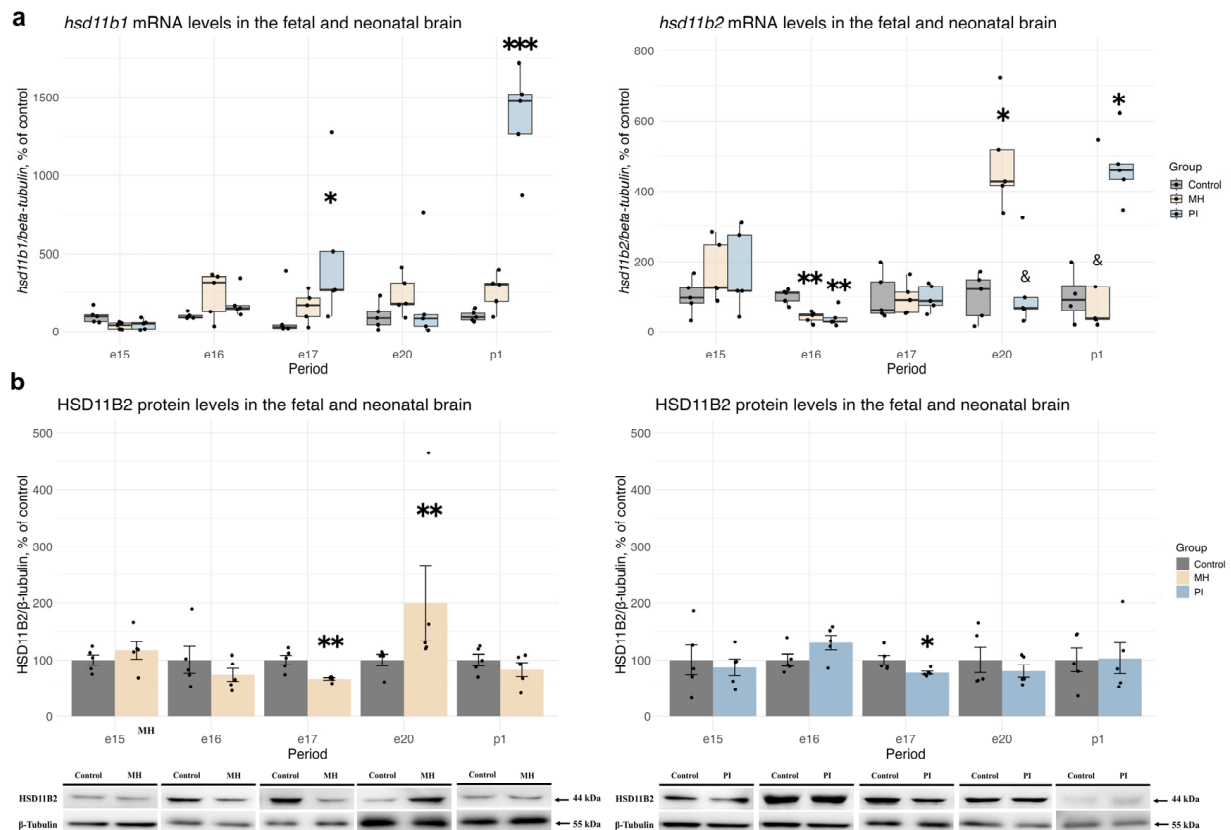 a
hsd11b1 mRNA levels in the fetal and neonatal brain
hsd11b1/beta-tubulin, % of control
1500
1000
500
0
***
*
e15 e16 e17 e20 p1
Period
hsd11b2 mRNA levels in the fetal and neonatal brain
hsd11b2/beta-tubulin, % of control
800
600
400
200
0
** **
*
&
*
&
e15 e16 e17 e20 p1
Period
Group
Control
MH
PI
b
HSD11B2 protein levels in the fetal and neonatal brain
HSD11B2/β-tubulin, % of control
500
400
300
200
100
0
**
**
e15 MH e16 e17 e20 p1
Period
Control MH Control MH Control MH Control MH Control MH
HSD11B2 44 kDa
β-Tubulin 55 kDa
HSD11B2 protein levels in the fetal and neonatal brain
HSD11B2/β-tubulin, % of control
500
400
300
200
100
0
*
e15 e16 e17 e20 p1
Period
Group
Control
MH
PI
Control PI Control PI Control PI Control PI Control PI
HSD11B2 44 kDa
β-Tubulin 55 kDa